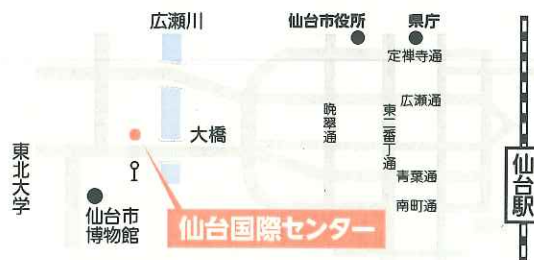 広瀬川
仙台市役所
県庁
定禅寺通
広瀬通
晩翠通
東二番丁通
大橋
青葉通
南町通
仙台駅
東北大学
仙台市
博物館
仙台国際センター